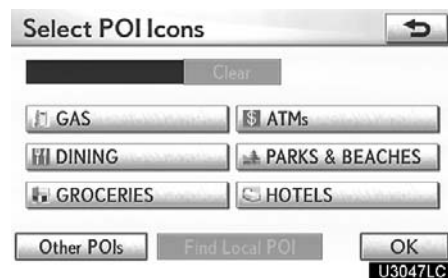 Select POI Icons
Clear
GAS
$ ATMs
DINING
PARKS & BEACHES
GROCERIES
HOTELS
Other POIs
Find Local POI
OK
U3047LC